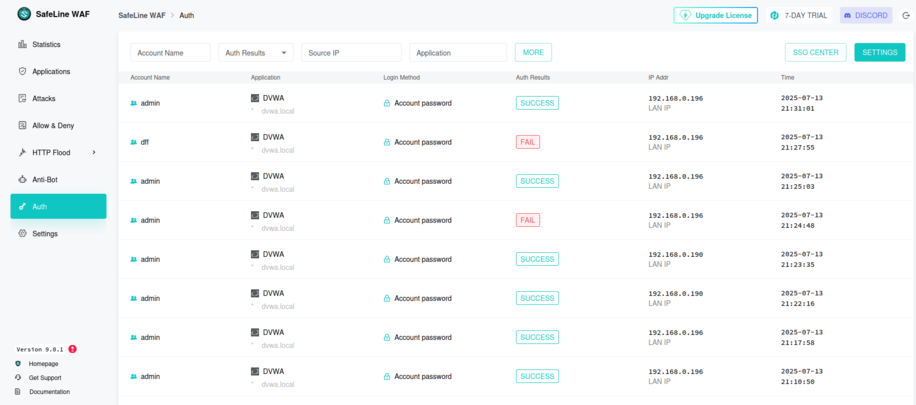 SafeLine WAF
SafeLine WAF > Auth
Upgrade License
7-DAY TRIAL
DISCORD
Statistics
Applications
Attacks
Allow & Deny
HTTP Flood
Anti-Bot
Auth
Settings
Version 9.0.1
Homepage
Get Support
Documentation
Account Name
Auth Results
Source IP
Application
MORE
SSO CENTER
SETTINGS
Account Name Application Login Method Auth Results IP Addr Time
admin DVWA Account password SUCCESS 192.168.0.196 2025-07-13
* dvwa.local LAN IP 21:31:01
dff DVWA Account password FAIL 192.168.0.196 2025-07-13
* dvwa.local LAN IP 21:27:55
admin DVWA Account password SUCCESS 192.168.0.196 2025-07-13
* dvwa.local LAN IP 21:25:03
admin DVWA Account password FAIL 192.168.0.196 2025-07-13
* dvwa.local LAN IP 21:24:48
admin DVWA Account password SUCCESS 192.168.0.190 2025-07-13
* dvwa.local LAN IP 21:23:35
admin DVWA Account password SUCCESS 192.168.0.190 2025-07-13
* dvwa.local LAN IP 21:22:16
admin DVWA Account password SUCCESS 192.168.0.196 2025-07-13
* dvwa.local LAN IP 21:17:58
admin DVWA Account password SUCCESS 192.168.0.196 2025-07-13
* dvwa.local LAN IP 21:10:50